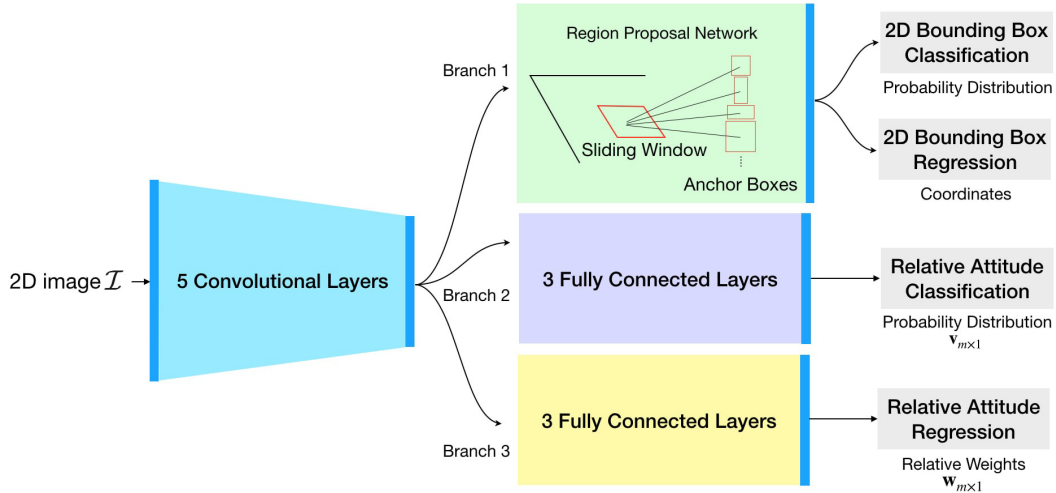 2D image 𝓘
5 Convolutional Layers
Branch 1
Branch 2
Branch 3
Region Proposal Network
Sliding Window
Anchor Boxes
3 Fully Connected Layers
3 Fully Connected Layers
2D Bounding Box
Classification
Probability Distribution
2D Bounding Box
Regression
Coordinates
Relative Attitude
Classification
Probability Distribution
v_{m×1}
Relative Attitude
Regression
Relative Weights
w_{m×1}